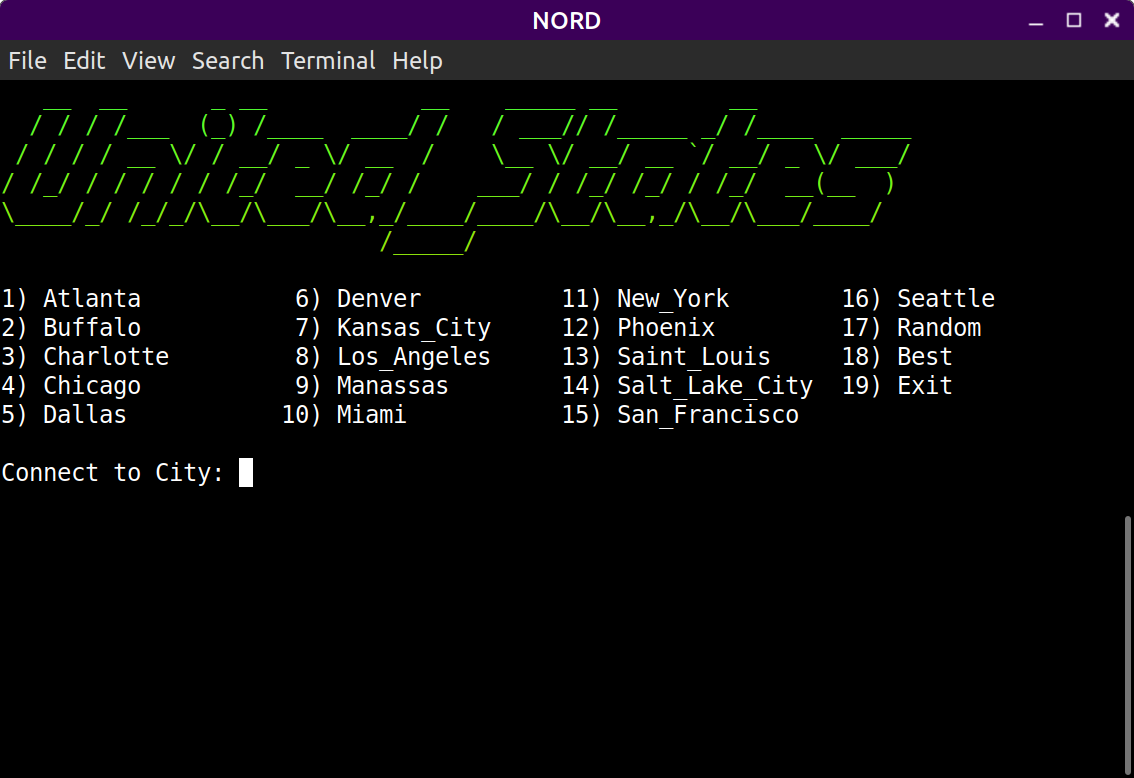 NORD
File Edit View Search Terminal Help
United_States
1) Atlanta 6) Denver 11) New_York 16) Seattle
2) Buffalo 7) Kansas_City 12) Phoenix 17) Random
3) Charlotte 8) Los_Angeles 13) Saint_Louis 18) Best
4) Chicago 9) Manassas 14) Salt_Lake_City 19) Exit
5) Dallas 10) Miami 15) San_Francisco
Connect to City: